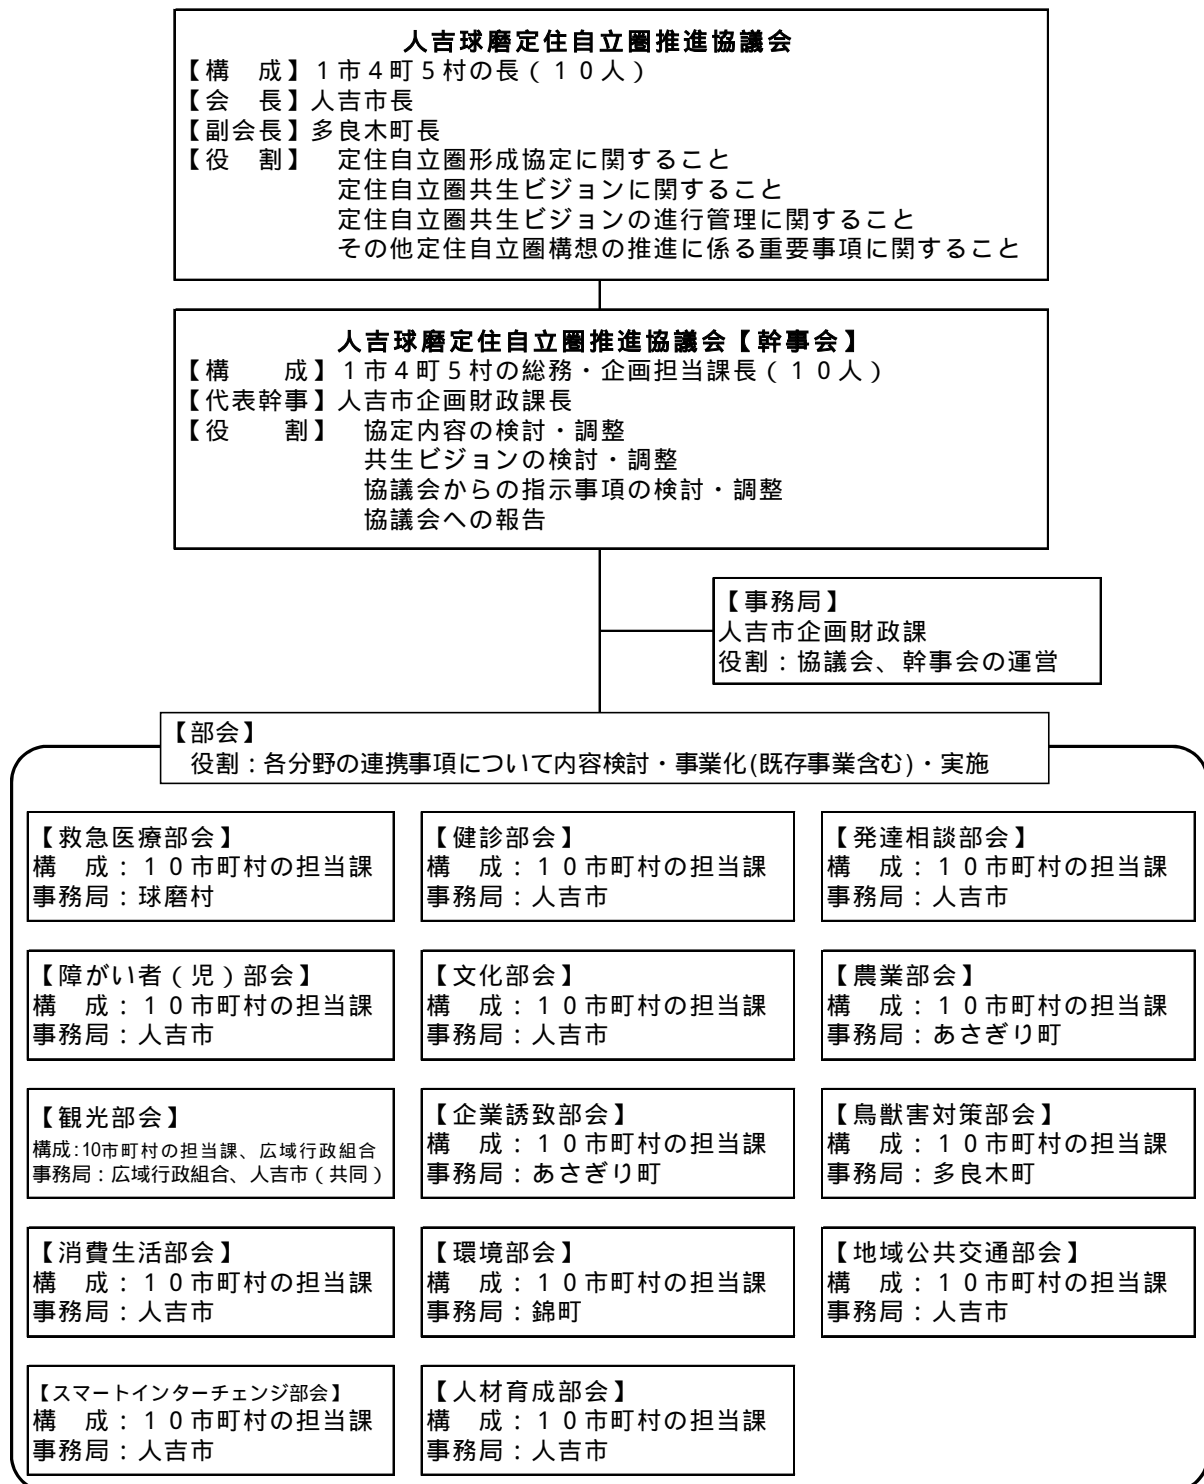 人吉球磨定住自立圏推進協議会
【構　成】１市４町５村の長（１０人）
【会　長】人吉市長
【副会長】多良木町長
【役　割】　定住自立圏形成協定に関すること
定住自立圏共生ビジョンに関すること
定住自立圏共生ビジョンの進行管理に関すること
その他定住自立圏構想の推進に係る重要事項に関すること
人吉球磨定住自立圏推進協議会【幹事会】
【構　　成】１市４町５村の総務・企画担当課長（１０人）
【代表幹事】人吉市企画財政課長
【役　　割】　協定内容の検討・調整
共生ビジョンの検討・調整
協議会からの指示事項の検討・調整
協議会への報告
【事務局】
人吉市企画財政課
役割：協議会、幹事会の運営
【部会】
役割：各分野の連携事項について内容検討・事業化(既存事業含む)・実施
【救急医療部会】
構　成：１０市町村の担当課
事務局：球磨村
【健診部会】
構　成：１０市町村の担当課
事務局：人吉市
【発達相談部会】
構　成：１０市町村の担当課
事務局：人吉市
【障がい者（児）部会】
構　成：１０市町村の担当課
事務局：人吉市
【文化部会】
構　成：１０市町村の担当課
事務局：人吉市
【農業部会】
構　成：１０市町村の担当課
事務局：あさぎり町
【観光部会】
構成：10市町村の担当課、広域行政組合
事務局：広域行政組合、人吉市（共同）
【企業誘致部会】
構　成：１０市町村の担当課
事務局：あさぎり町
【鳥獣害対策部会】
構　成：１０市町村の担当課
事務局：多良木町
【消費生活部会】
構　成：１０市町村の担当課
事務局：人吉市
【環境部会】
構　成：１０市町村の担当課
事務局：錦町
【地域公共交通部会】
構　成：１０市町村の担当課
事務局：人吉市
【スマートインターチェンジ部会】
構　成：１０市町村の担当課
事務局：人吉市
【人材育成部会】
構　成：１０市町村の担当課
事務局：人吉市